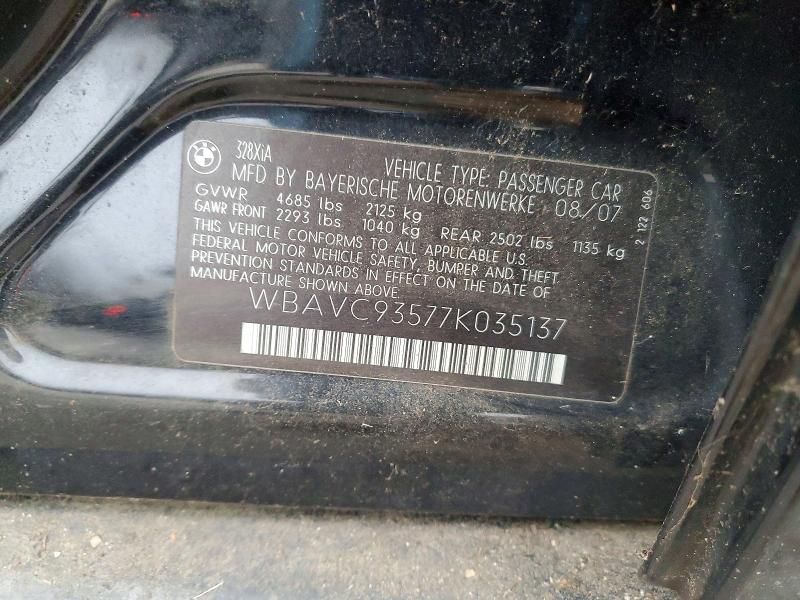 BMW
328XiA
VEHICLE TYPE: PASSENGER CAR
MFD BY BAYERISCHE MOTORENWERKE 08/07
GVWR 4685 lbs 2125 kg
GAWR FRONT 2293 lbs 1040 kg REAR 2502 lbs 1135 kg
THIS VEHICLE CONFORMS TO ALL APPLICABLE U.S.
FEDERAL MOTOR VEHICLE SAFETY, BUMPER AND THEFT
PREVENTION STANDARDS IN EFFECT ON THE DATE OF
MANUFACTURE SHOWN ABOVE.
WBAVC93577K035137
2 122 606